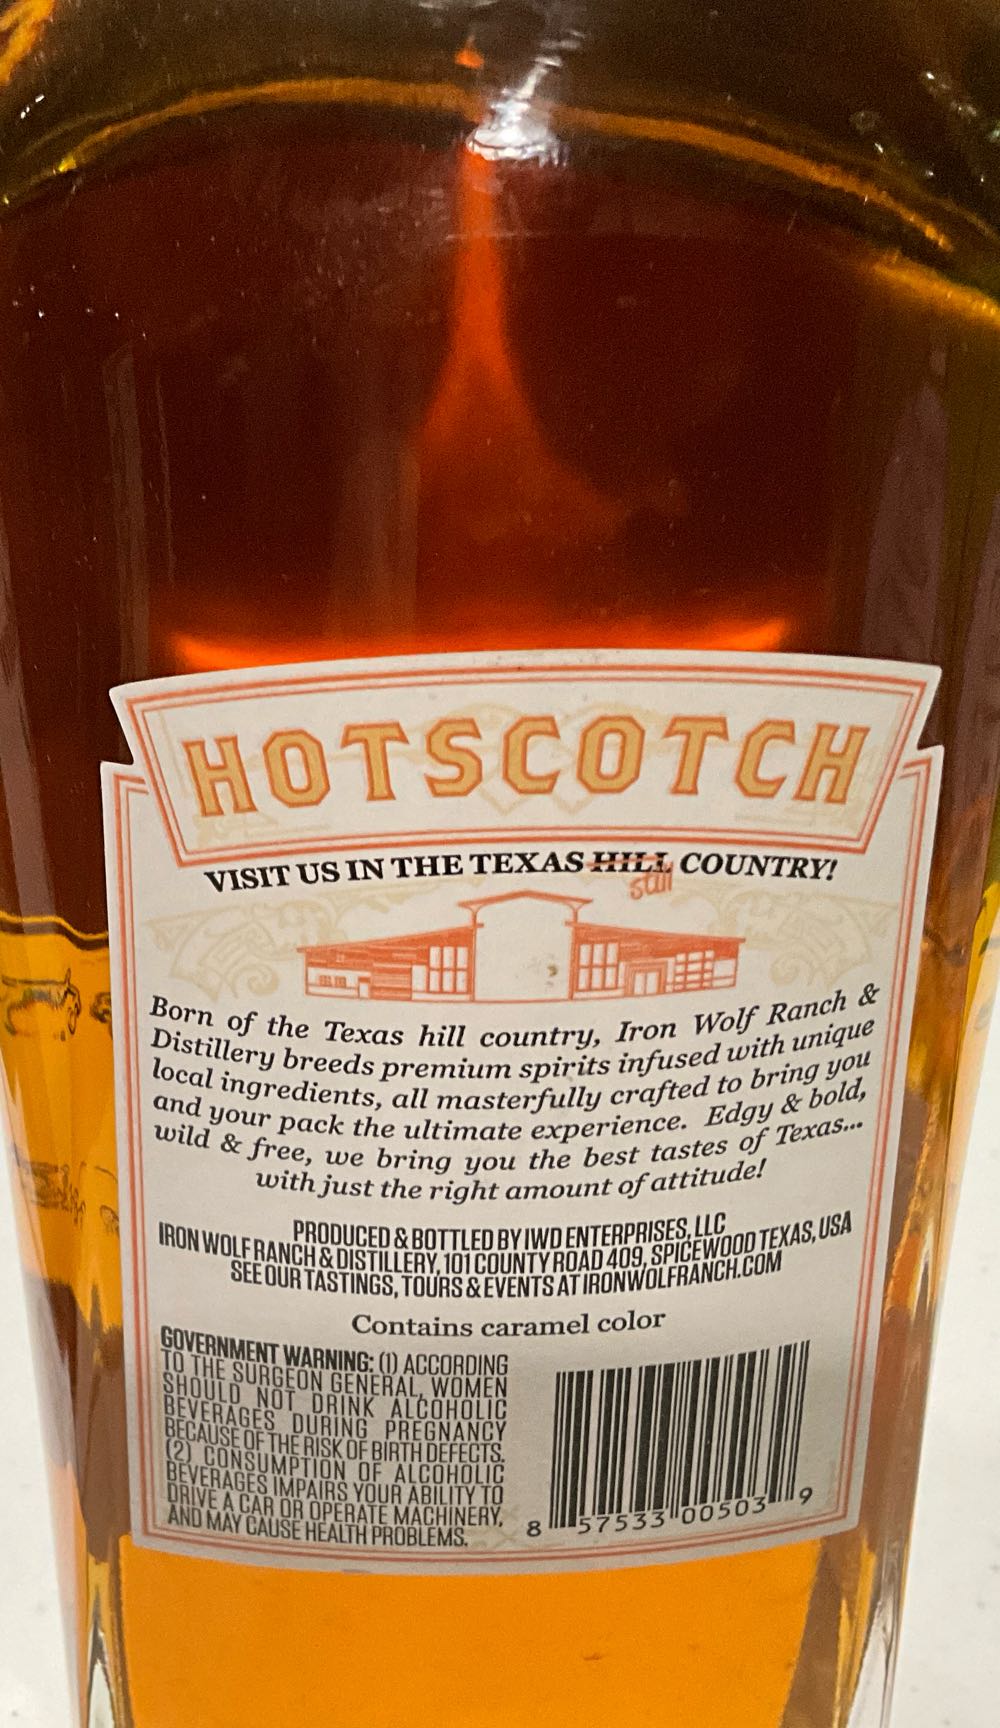 HOTSCOTCH
VISIT US IN THE TEXAS HILL COUNTRY!
still
Born of the Texas hill country, Iron Wolf Ranch &
Distillery breeds premium spirits infused with unique
local ingredients, all masterfully crafted to bring you
and your pack the ultimate experience. Edgy & bold,
wild & free, we bring you the best tastes of Texas...
with just the right amount of attitude!
PRODUCED & BOTTLED BY IWD ENTERPRISES, LLC
IRON WOLF RANCH & DISTILLERY, 101 COUNTY ROAD 409, SPICEWOOD TEXAS, USA
SEE OUR TASTINGS, TOURS & EVENTS AT IRONWOLFRANCH.COM
Contains caramel color
GOVERNMENT WARNING: (1) ACCORDING
TO THE SURGEON GENERAL, WOMEN
SHOULD NOT DRINK ALCOHOLIC
BEVERAGES DURING PREGNANCY
BECAUSE OF THE RISK OF BIRTH DEFECTS.
(2) CONSUMPTION OF ALCOHOLIC
BEVERAGES IMPAIRS YOUR ABILITY TO
DRIVE A CAR OR OPERATE MACHINERY,
AND MAY CAUSE HEALTH PROBLEMS.
8 57533 00503 9